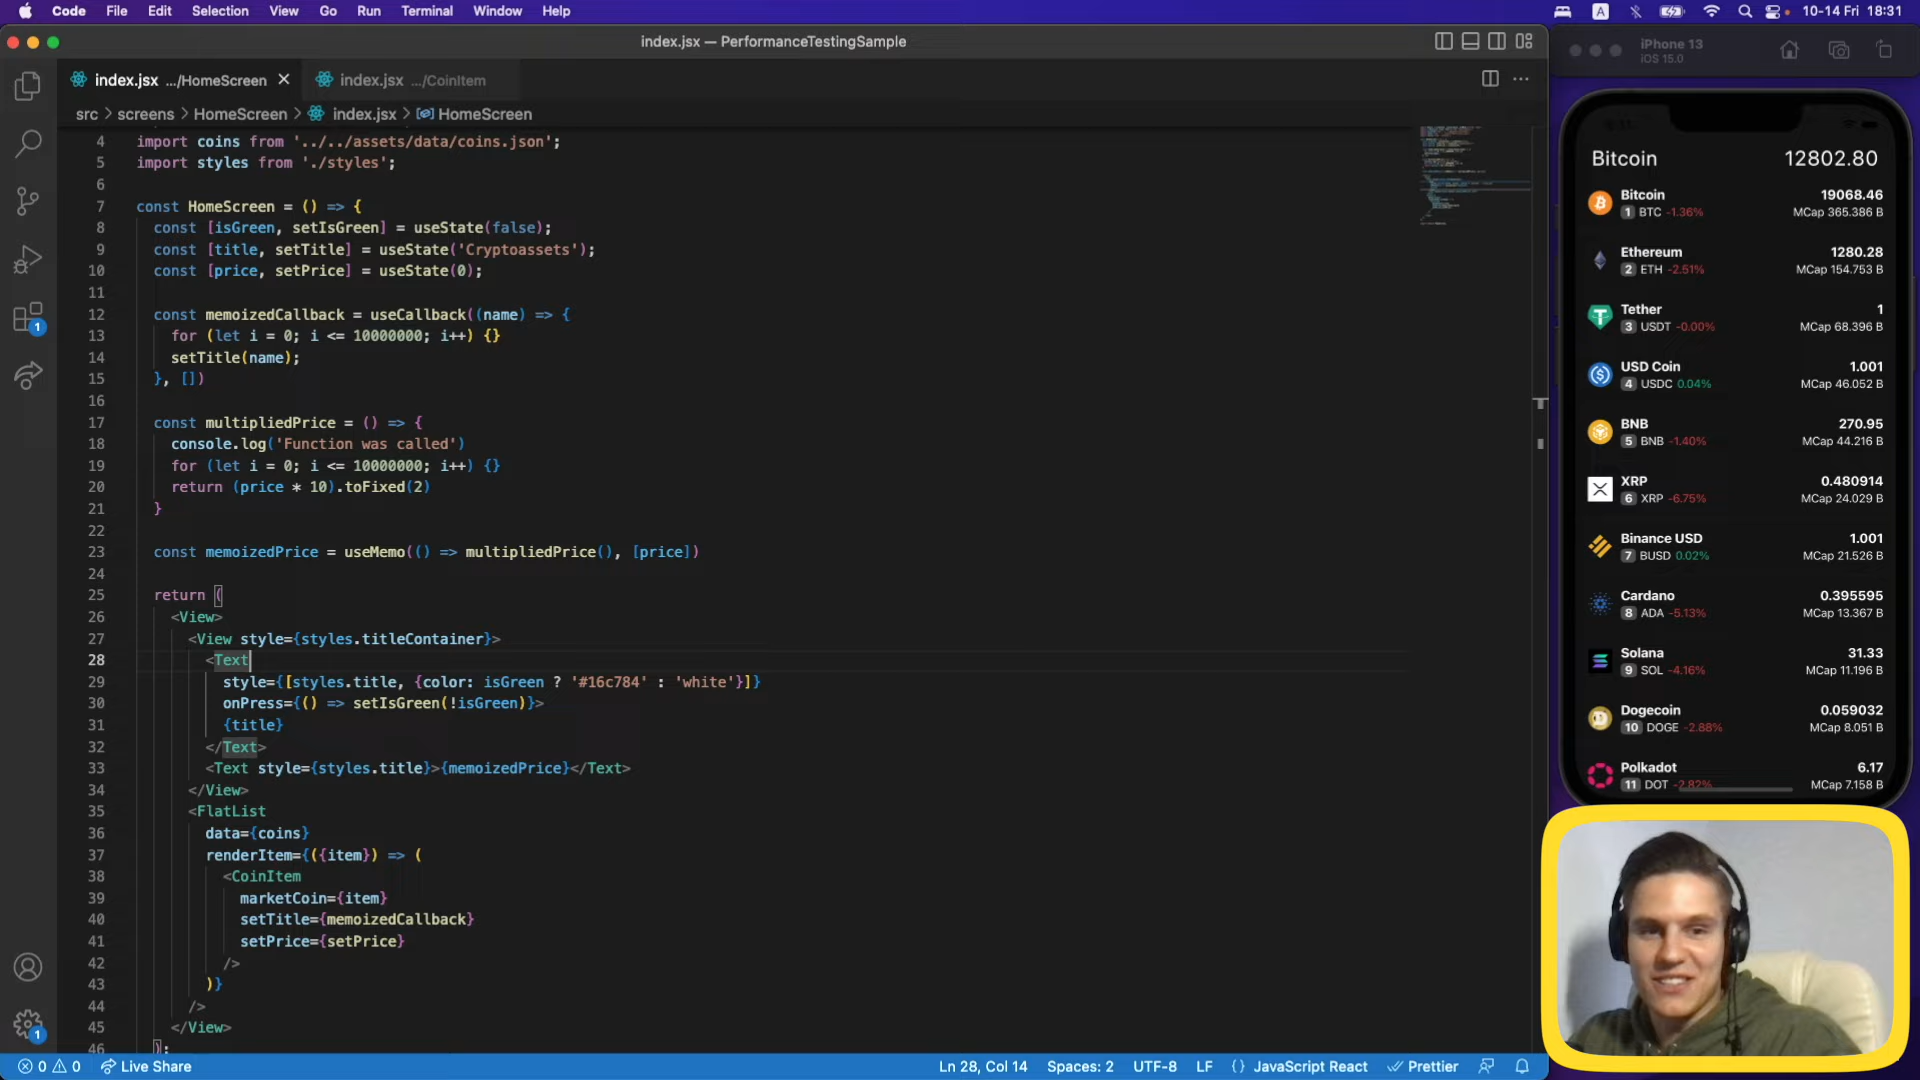 Code File Edit Selection View Go Run Terminal Window Help
A
10-14 Fri 18:31
index.jsx — PerformanceTestingSample
index.jsx .../HomeScreen
index.jsx .../CoinItem
src > screens > HomeScreen > index.jsx > HomeScreen
4 import coins from '../../assets/data/coins.json';
5 import styles from './styles';
6
7 const HomeScreen = () => {
8 const [isGreen, setIsGreen] = useState(false);
9 const [title, setTitle] = useState('Cryptoassets');
10 const [price, setPrice] = useState(0);
11
12 const memoizedCallback = useCallback((name) => {
13 for (let i = 0; i <= 10000000; i++) {}
14 setTitle(name);
15 }, [])
16
17 const multipliedPrice = () => {
18 console.log('Function was called')
19 for (let i = 0; i <= 10000000; i++) {}
20 return (price * 10).toFixed(2)
21 }
22
23 const memoizedPrice = useMemo(() => multipliedPrice(), [price])
24
25 return (
26 <View>
27 <View style={styles.titleContainer}>
28 <Text
29 style={[styles.title, {color: isGreen ? '#16c784' : 'white'}]}
30 onPress={() => setIsGreen(!isGreen)}>
31 {title}
32 </Text>
33 <Text style={styles.title}>{memoizedPrice}</Text>
34 </View>
35 <FlatList
36 data={coins}
37 renderItem={({item}) => (
38 <CoinItem
39 marketCoin={item}
40 setTitle={memoizedCallback}
41 setPrice={setPrice}
42 />
43 )}
44 />
45 </View>
46 );
1
1
0 0 Live Share
Ln 28, Col 14 Spaces: 2 UTF-8 LF {} JavaScript React Prettier
iPhone 13
iOS 15.0
Bitcoin 12802.80
Bitcoin 19068.46
1 BTC -1.36% MCap 365.386 B
Ethereum 1280.28
2 ETH -2.51% MCap 154.753 B
Tether 1
3 USDT -0.00% MCap 68.396 B
USD Coin 1.001
4 USDC 0.04% MCap 46.052 B
BNB 270.95
5 BNB -1.40% MCap 44.216 B
XRP 0.480914
6 XRP -6.75% MCap 24.029 B
Binance USD 1.001
7 BUSD 0.02% MCap 21.526 B
Cardano 0.395595
8 ADA -5.13% MCap 13.367 B
Solana 31.33
9 SOL -4.16% MCap 11.196 B
Dogecoin 0.059032
10 DOGE -2.88% MCap 8.051 B
Polkadot 6.17
11 DOT -2.82% MCap 7.158 B